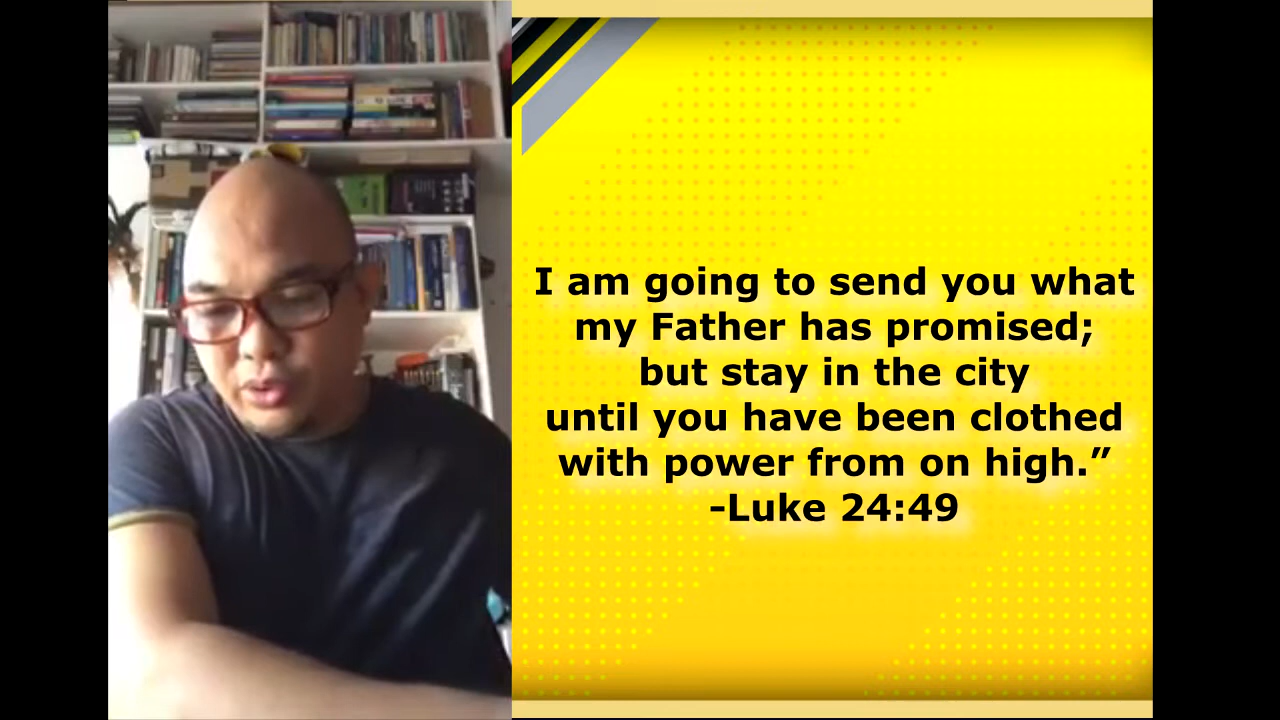 I am going to send you what
my Father has promised;
but stay in the city
until you have been clothed
with power from on high.”
-Luke 24:49